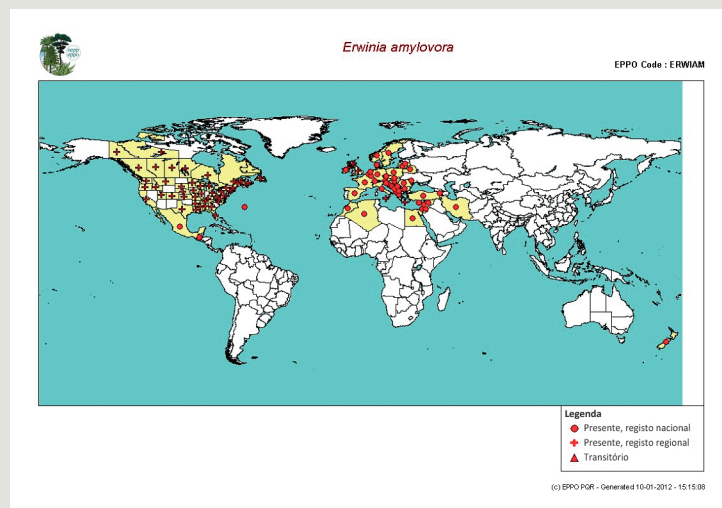 Erwinia amylovora
EPPO Code : ERWIAM
Legenda
Presente, registo nacional
Presente, registo regional
Transitório
(c) EPPO PQR - Generated 10-01-2012 - 15:15:08